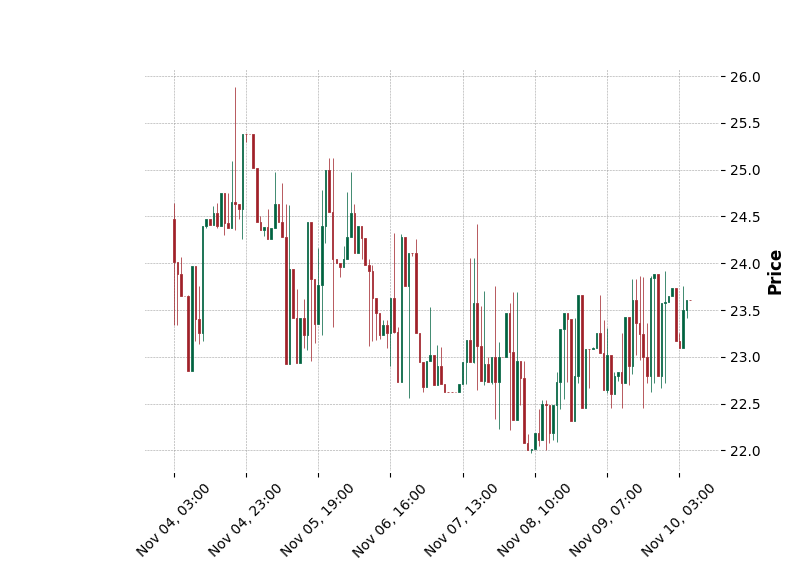 26.0
25.5
25.0
24.5
24.0
23.5
23.0
22.5
22.0
Price
Nov 04, 03:00
Nov 04, 23:00
Nov 05, 19:00
Nov 06, 16:00
Nov 07, 13:00
Nov 08, 10:00
Nov 09, 07:00
Nov 10, 03:00